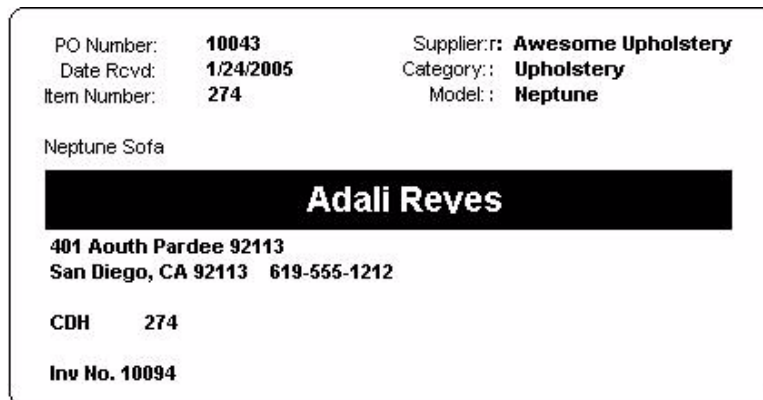 PO Number: 10043 Supplier:r: Awesome Upholstery
Date Rcvd: 1/24/2005 Category:: Upholstery
Item Number: 274 Model:: Neptune
Neptune Sofa
Adali Reyes
401 Aouth Pardee 92113
San Diego, CA 92113 619-555-1212
CDH 274
Inv No. 10094